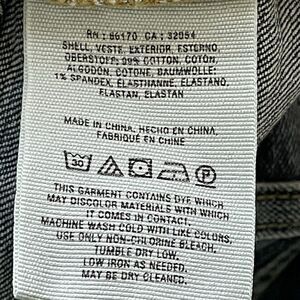 RN : 86170 CA : 32054
SHELL, VESTE, EXTERIOR, ESTERNO,
OBERSTOFF: 99% COTTON, COTON,
ALGODON, COTONE, BAUMWOLLE.
1% SPANDEX, ELASTHANNE, ELASTANO,
ELASTAN, ELASTAN
MADE IN CHINA, HECHO EN CHINA,
FABRIQUÉ EN CHINE
30 P
THIS GARMENT CONTAINS DYE WHICH
MAY DISCOLOR MATERIALS WITH WHICH
IT COMES IN CONTACT.
MACHINE WASH COLD WITH LIKE COLORS.
USE ONLY NON-CHLORINE BLEACH.
TUMBLE DRY LOW.
LOW IRON AS NEEDED.
MAY BE DRY CLEANED.